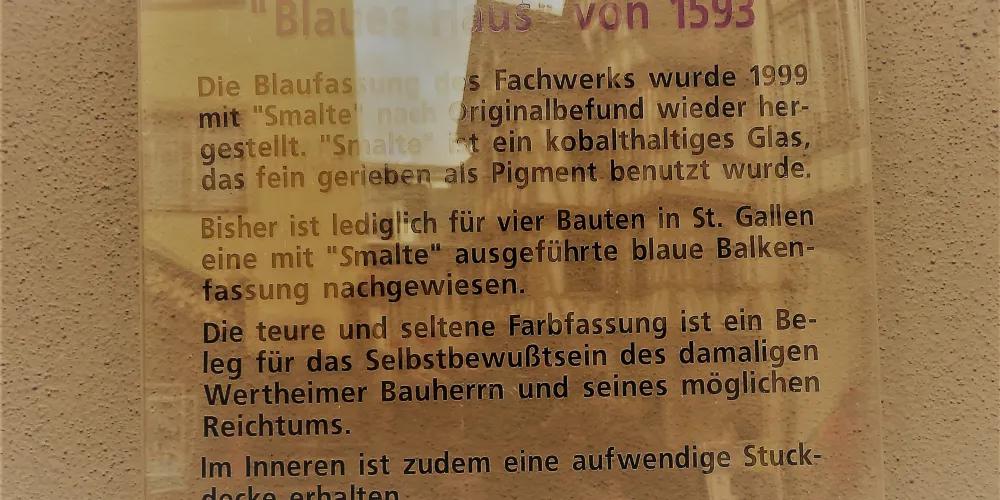 "Blaues Haus" von 1593
Die Blaufassung des Fachwerks wurde 1999
mit "Smalte" nach Originalbefund wieder her-
gestellt. "Smalte" ist ein kobalthaltiges Glas,
das fein gerieben als Pigment benutzt wurde.
Bisher ist lediglich für vier Bauten in St. Gallen
eine mit "Smalte" ausgeführte blaue Balken-
fassung nachgewiesen.
Die teure und seltene Farbfassung ist ein Be-
leg für das Selbstbewußtsein des damaligen
Wertheimer Bauherrn und seines möglichen
Reichtums.
Im Inneren ist zudem eine aufwendige Stuck-
decke erhalten.